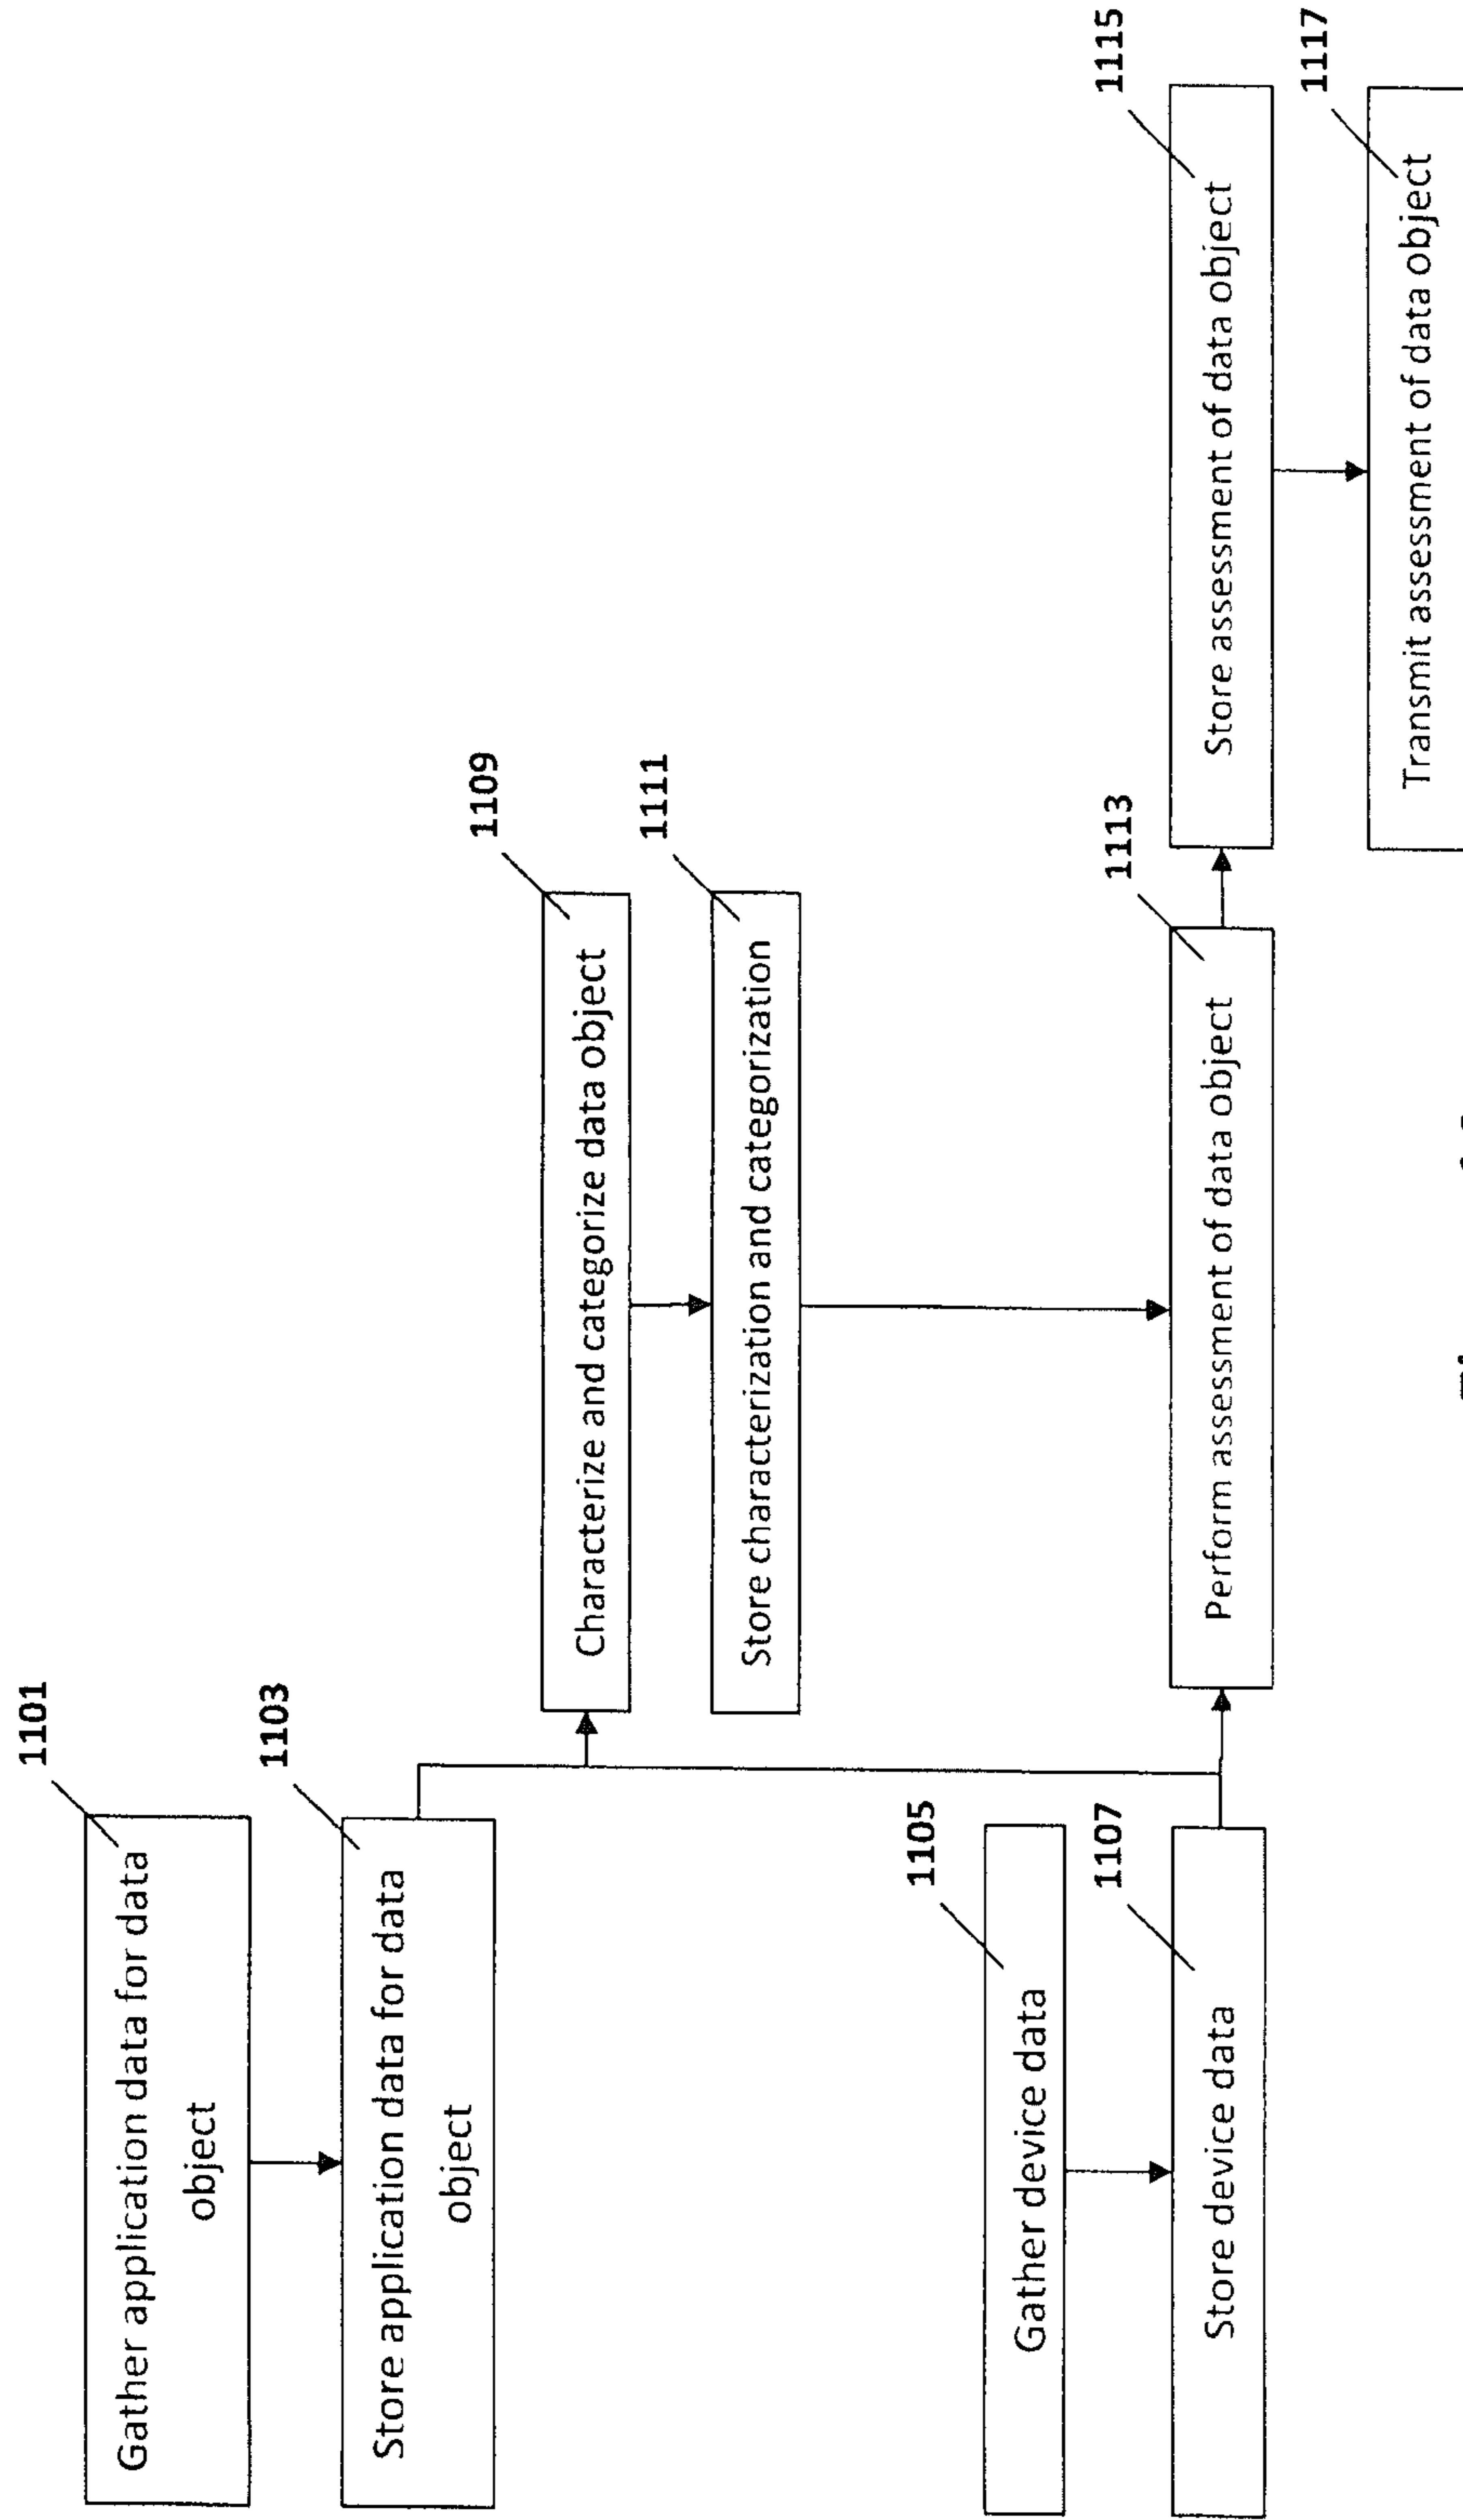 1101
Gather application data for data
object
1103
Store application data for data
object
1105
Gather device data
1107
Store device data
1109
Characterize and categorize data object
1111
Store characterization and categorization
1113
Perform assessment of data object
1115
Store assessment of data object
1117
Transmit assessment of data object